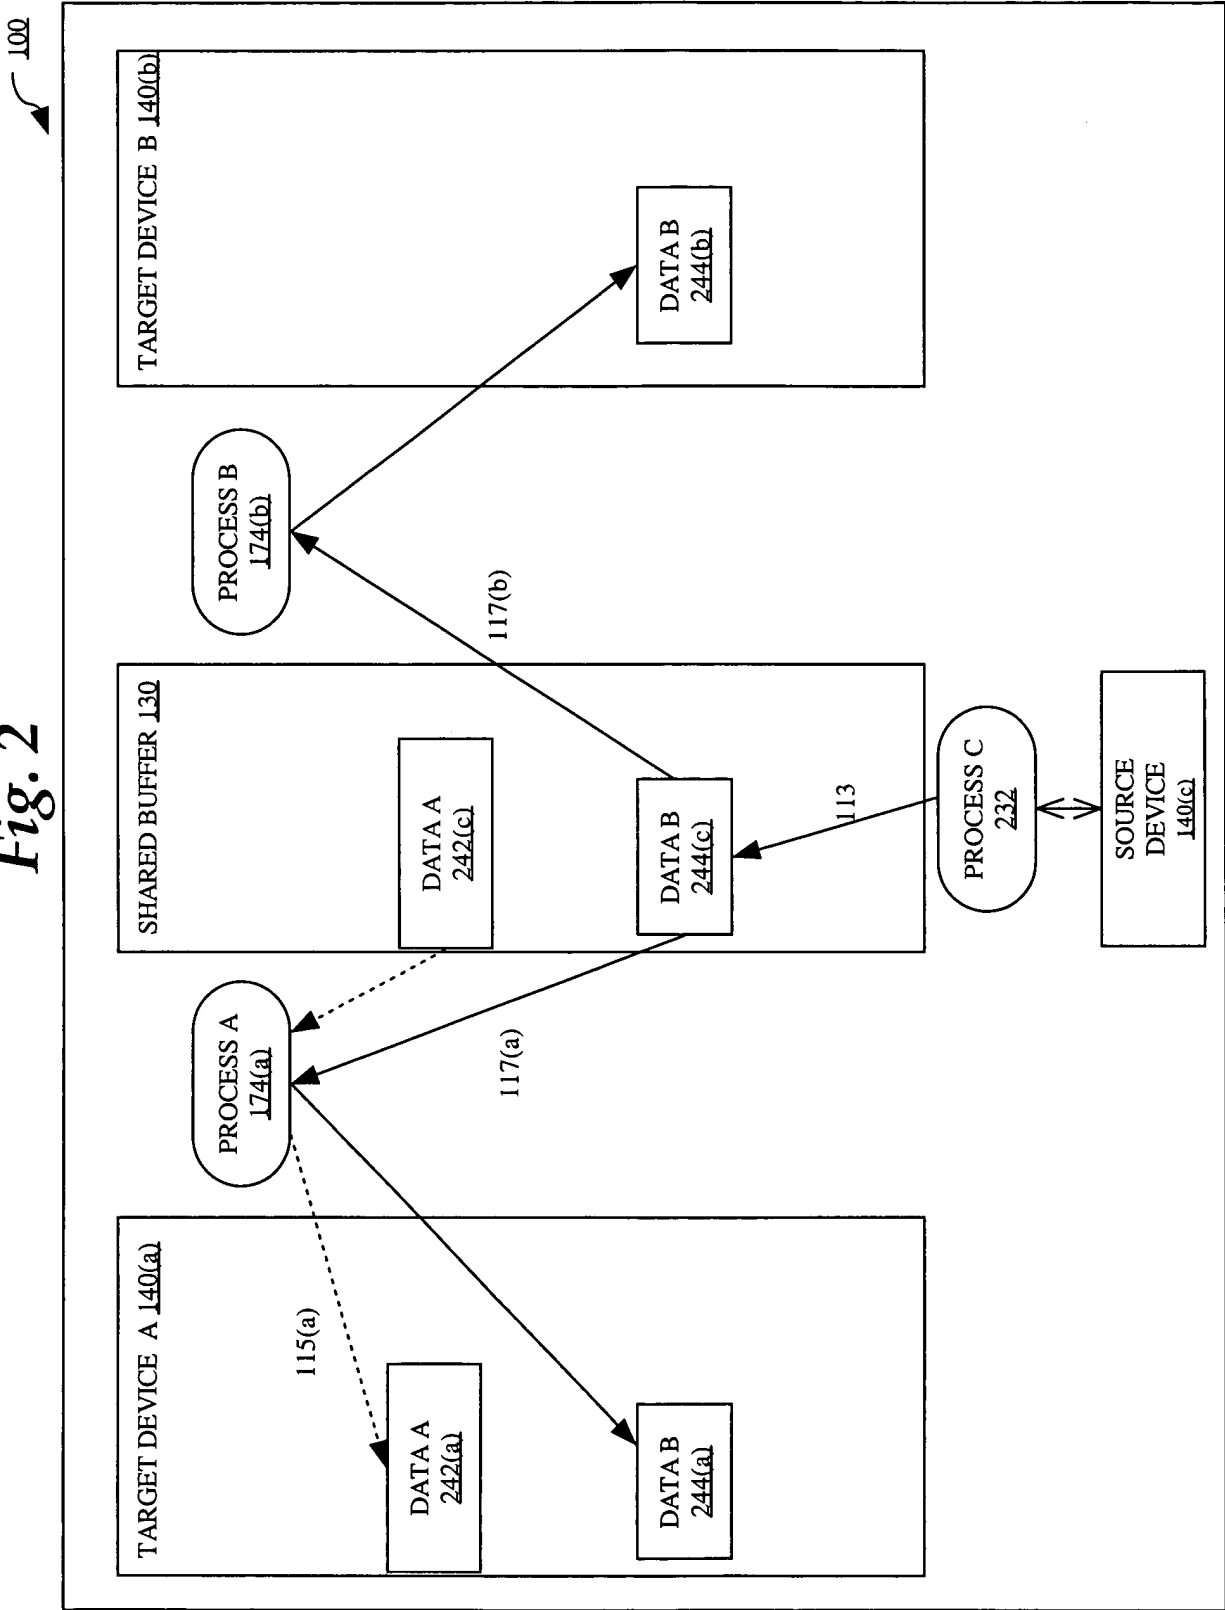 Fig. 2
100
TARGET DEVICE A 140(a)
SHARED BUFFER 130
TARGET DEVICE B 140(b)
PROCESS A
174(a)
PROCESS B
174(b)
115(a)
DATA A
242(a)
DATA A
242(c)
117(a)
117(b)
DATA B
244(a)
DATA B
244(c)
DATA B
244(b)
113
PROCESS C
232
SOURCE
DEVICE
140(c)